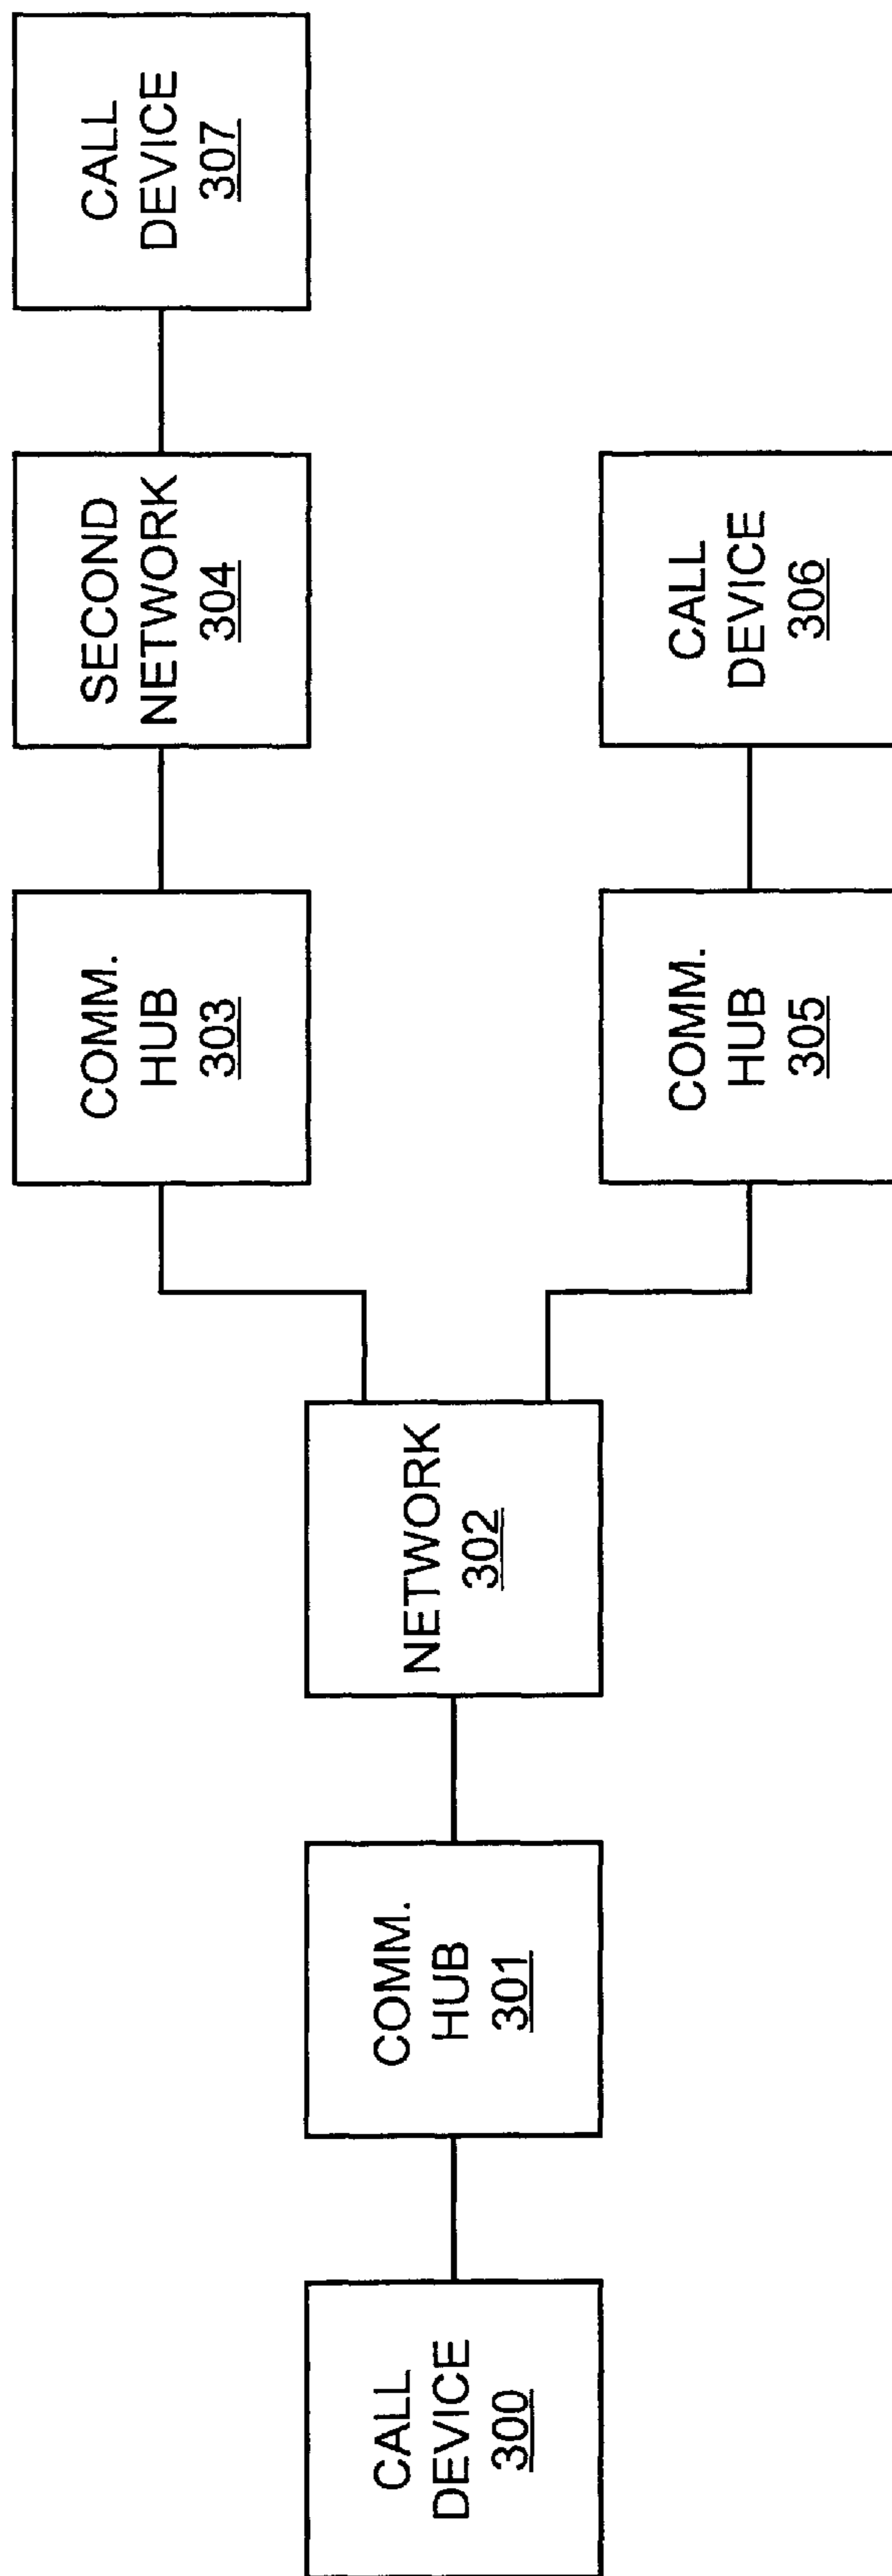 CALL
DEVICE
300
COMM.
HUB
301
NETWORK
302
COMM.
HUB
303
SECOND
NETWORK
304
CALL
DEVICE
307
COMM.
HUB
305
CALL
DEVICE
306